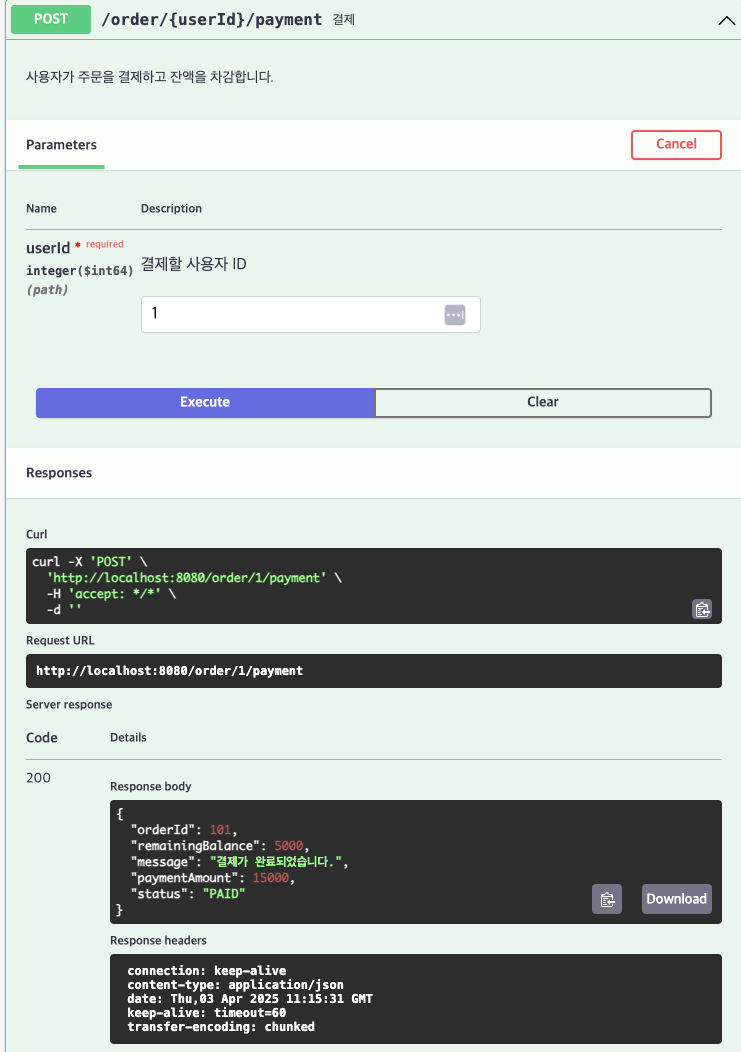 POST /order/{userId}/payment 결제
사용자가 주문을 결제하고 잔액을 차감합니다.
Parameters
Cancel
Name Description
userId * required
integer($int64)
(path)
결제할 사용자 ID
1
Execute
Clear
Responses
Curl
curl -X 'POST' \
  'http://localhost:8080/order/1/payment' \
  -H 'accept: */*' \
  -d ''
Request URL
http://localhost:8080/order/1/payment
Server response
Code Details
200
Response body
{
  "orderId": 101,
  "remainingBalance": 5000,
  "message": "결제가 완료되었습니다.",
  "paymentAmount": 15000,
  "status": "PAID"
}
Download
Response headers
connection: keep-alive
content-type: application/json
date: Thu,03 Apr 2025 11:15:31 GMT
keep-alive: timeout=60
transfer-encoding: chunked